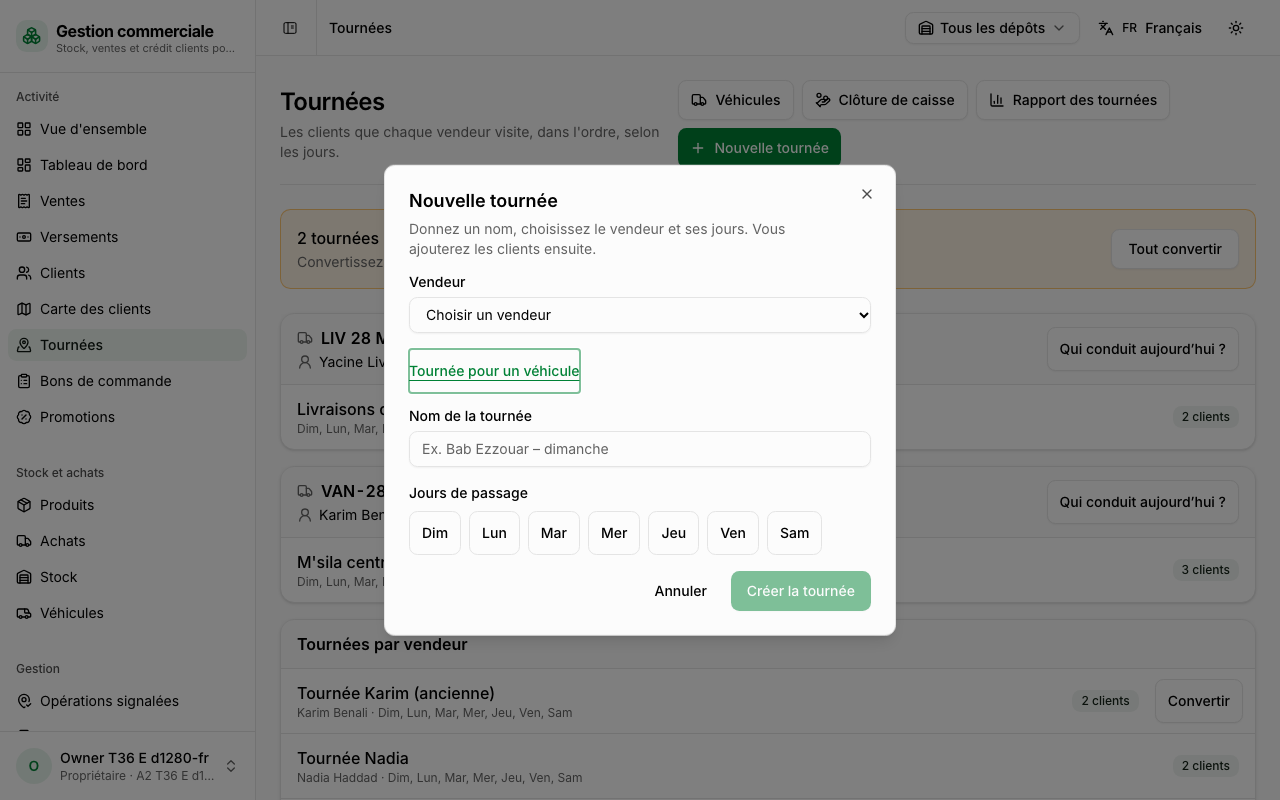 Gestion commerciale
Stock, ventes et crédit clients po...
Tournées
Tous les dépôts
FR Français
Activité
Vue d'ensemble
Tableau de bord
Ventes
Versements
Clients
Carte des clients
Tournées
Bons de commande
Promotions
Stock et achats
Produits
Achats
Stock
Véhicules
Gestion
Opérations signalées
O
Owner T36 E d1280-fr
Propriétaire · A2 T36 E d1...
Tournées
Les clients que chaque vendeur visite, dans l'ordre, selon
les jours.
Véhicules
Clôture de caisse
Rapport des tournées
Nouvelle tournée
2 tournées
Convertissez
Tout convertir
LIV 28
Yacine
Qui conduit aujourd’hui ?
Livraisons
Dim, Lun, Mar,
2 clients
VAN-28
Karim
Qui conduit aujourd’hui ?
M'sila
Dim, Lun, Mar,
3 clients
Nouvelle tournée
Donnez un nom, choisissez le vendeur et ses jours. Vous
ajouterez les clients ensuite.
Vendeur
Choisir un vendeur
Tournée pour un véhicule
Nom de la tournée
Ex. Bab Ezzouar – dimanche
Jours de passage
Dim Lun Mar Mer Jeu Ven Sam
Annuler
Créer la tournée
Tournées par vendeur
Tournée Karim (ancienne)
Karim Benali · Dim, Lun, Mar, Mer, Jeu, Ven, Sam
2 clients
Convertir
Tournée Nadia
Nadia Haddad · Dim, Lun, Mar, Mer, Jeu, Ven, Sam
2 clients